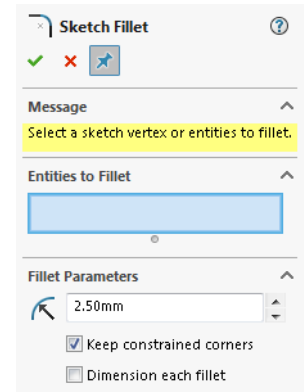 Sketch Fillet
Message
Select a sketch vertex or entities to fillet.
Entities to Fillet
Fillet Parameters
2.50mm
Keep constrained corners
Dimension each fillet